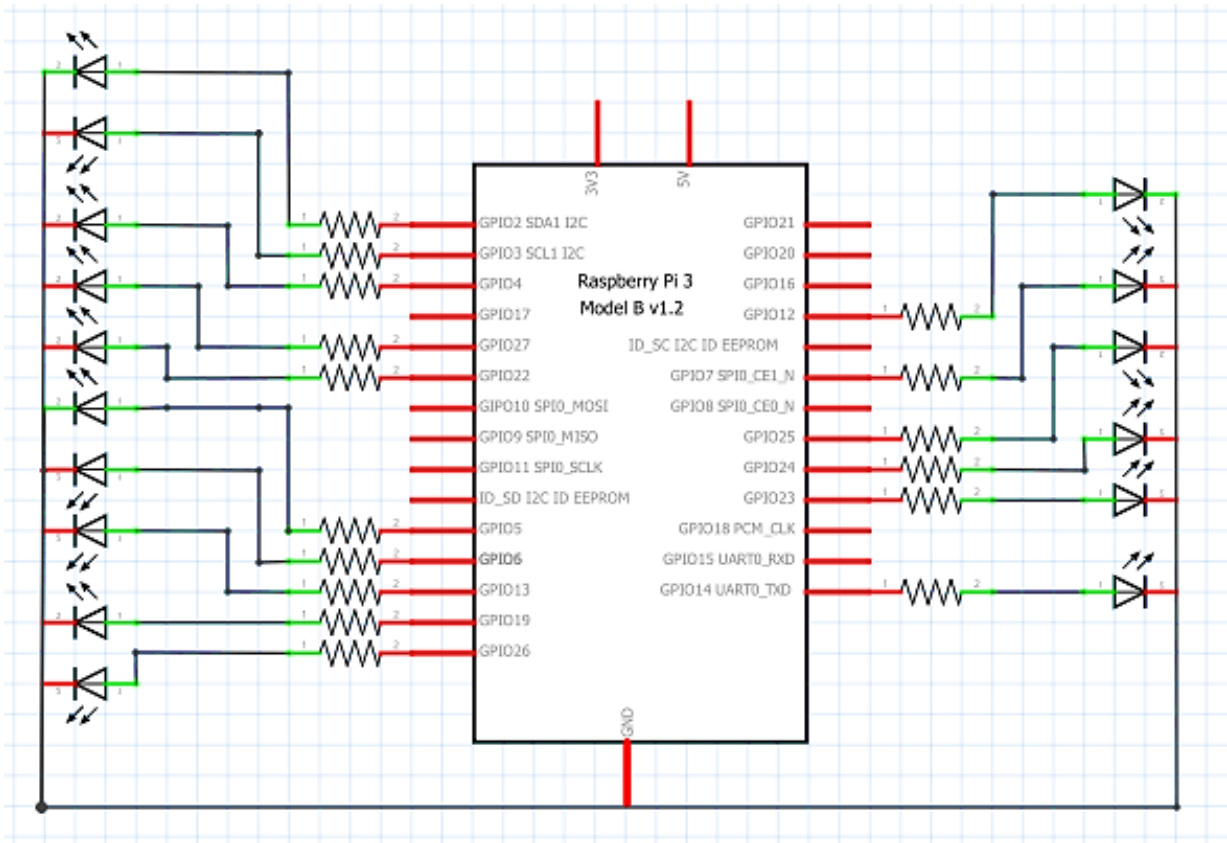 3V3
5V
GPIO2 SDA1 I2C
GPIO3 SCL1 I2C
GPIO4
GPIO17
GPIO27
GPIO22
GIPO10 SPI0_MOSI
GPIO9 SPI0_MISO
GPIO11 SPI0_SCLK
ID_SD I2C ID EEPROM
GPIO5
GPIO6
GPIO13
GPIO19
GPIO26
Raspberry Pi 3
Model B v1.2
GPIO21
GPIO20
GPIO16
GPIO12
ID_SC I2C ID EEPROM
GPIO7 SPI0_CE1_N
GPIO8 SPI0_CE0_N
GPIO25
GPIO24
GPIO23
GPIO18 PCM_CLK
GPIO15 UART0_RXD
GPIO14 UART0_TXD
GND